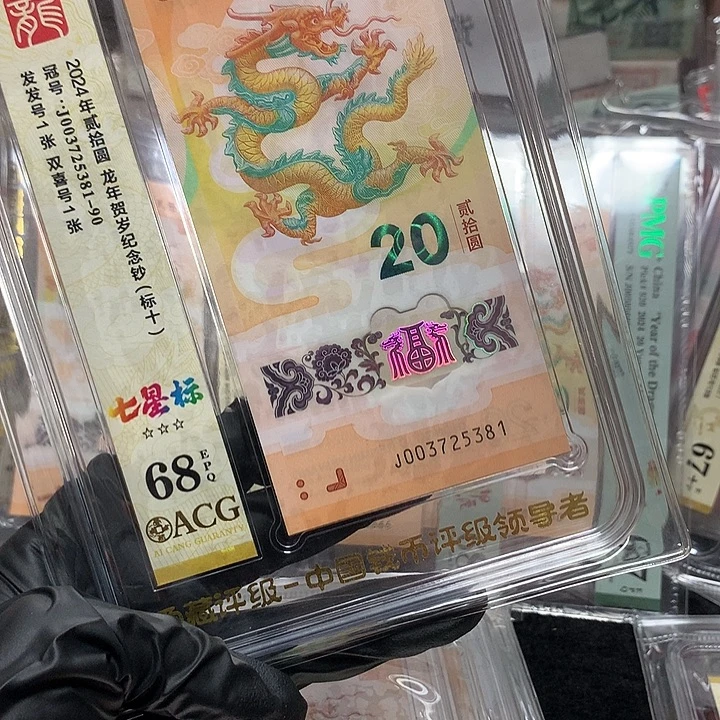 龍
2024年贰拾圆 龙年贺岁纪念钞(标十)
冠号:J003725381-90
发发号1张 双喜号1张
七星标
☆☆☆
68 EPQ
ACG
AI CANG GUARANTY
20
贰拾圆
福
J003725381
藏评级-中國钱币评级领导者
PMG
China
"Year of the Dra
67